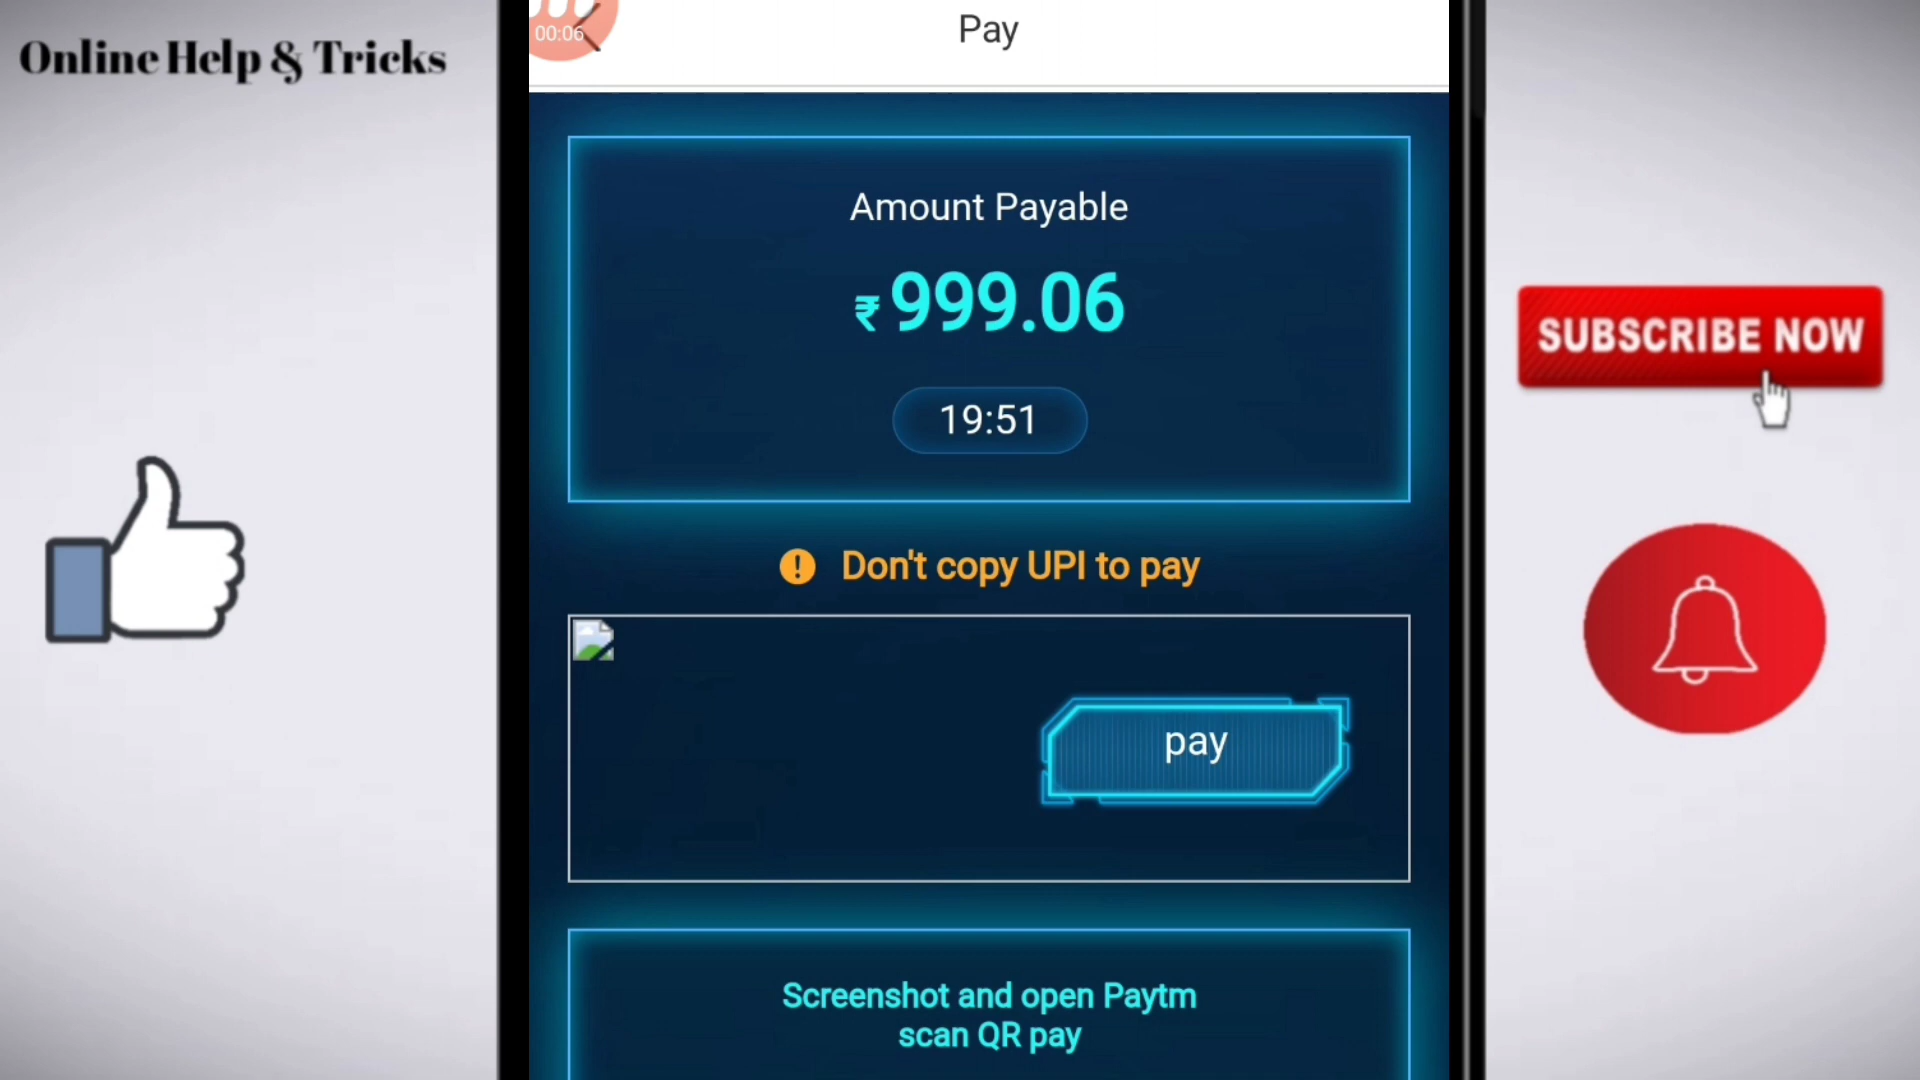 Online Help & Tricks
00:06
Pay
Amount Payable
₹999.06
19:51
Don't copy UPI to pay
pay
Screenshot and open Paytm
scan QR pay
SUBSCRIBE NOW